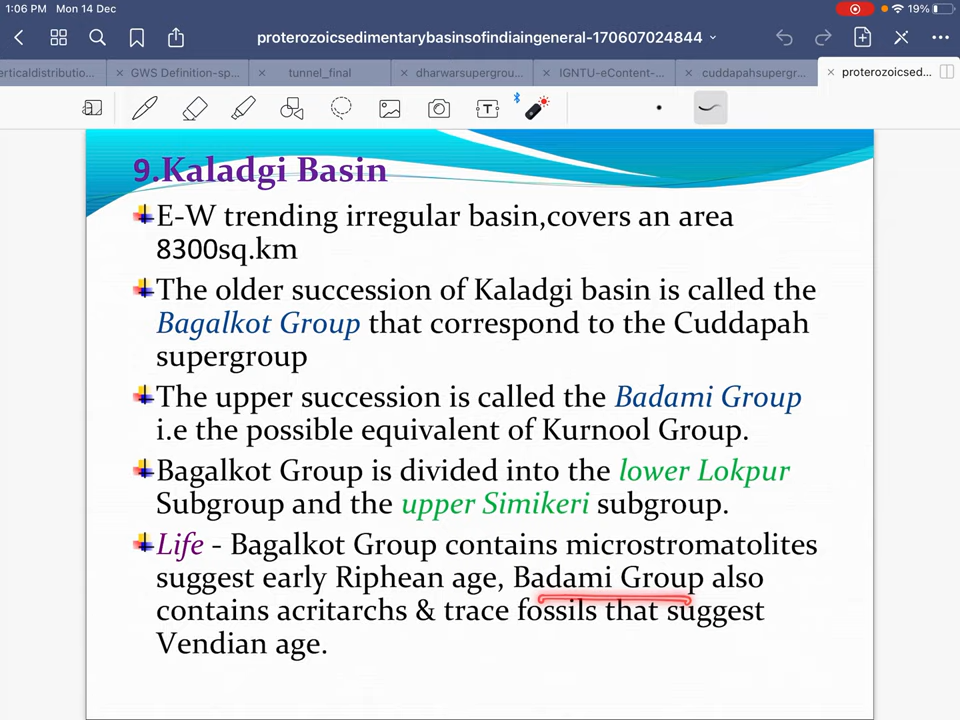 1:06 PM Mon 14 Dec
19%
proterozoicsedimentarybasinsofindiaingeneral-170607024844
erticaldistributio...
GWS Definition-sp...
tunnel_final
dharwarsupergrou...
IGNTU-eContent-...
cuddapahsupergr...
proterozoicsed...
9.Kaladgi Basin
E-W trending irregular basin,covers an area
8300sq.km
The older succession of Kaladgi basin is called the
Bagalkot Group that correspond to the Cuddapah
supergroup
The upper succession is called the Badami Group
i.e the possible equivalent of Kurnool Group.
Bagalkot Group is divided into the lower Lokpur
Subgroup and the upper Simikeri subgroup.
Life - Bagalkot Group contains microstromatolites
suggest early Riphean age, Badami Group also
contains acritarchs & trace fossils that suggest
Vendian age.